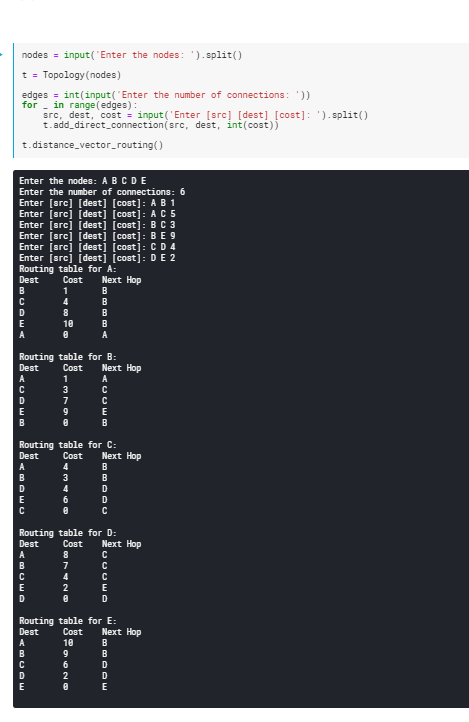 nodes = input('Enter the nodes: ').split()
t = Topology(nodes)
edges = int(input('Enter the number of connections: '))
for _ in range(edges):
    src, dest, cost = input('Enter [src] [dest] [cost]: ').split()
    t.add_direct_connection(src, dest, int(cost))
t.distance_vector_routing()
Enter the nodes: A B C D E
Enter the number of connections: 6
Enter [src] [dest] [cost]: A B 1
Enter [src] [dest] [cost]: A C 5
Enter [src] [dest] [cost]: B C 3
Enter [src] [dest] [cost]: B E 9
Enter [src] [dest] [cost]: C D 4
Enter [src] [dest] [cost]: D E 2
Routing table for A:
Dest Cost Next Hop
B 1 B
C 4 B
D 8 B
E 10 B
A 0 A
Routing table for B:
Dest Cost Next Hop
A 1 A
C 3 C
D 7 C
E 9 E
B 0 B
Routing table for C:
Dest Cost Next Hop
A 4 B
B 3 B
D 4 D
E 6 D
C 0 C
Routing table for D:
Dest Cost Next Hop
A 8 C
B 7 C
C 4 C
E 2 E
D 0 D
Routing table for E:
Dest Cost Next Hop
A 10 B
B 9 B
C 6 D
D 2 D
E 0 E